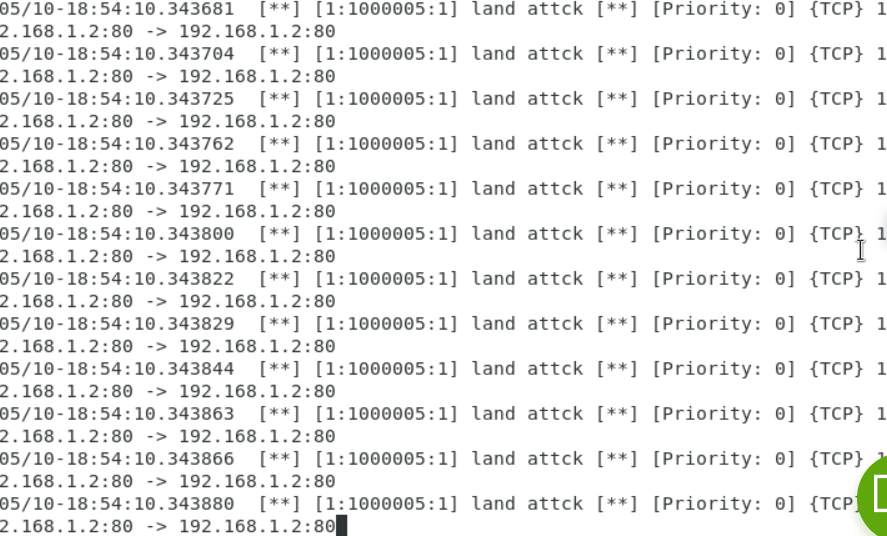 05/10-18:54:10.343681  [**] [1:1000005:1] land attck [**] [Priority: 0] {TCP} 1
2.168.1.2:80 -> 192.168.1.2:80
05/10-18:54:10.343704  [**] [1:1000005:1] land attck [**] [Priority: 0] {TCP} 1
2.168.1.2:80 -> 192.168.1.2:80
05/10-18:54:10.343725  [**] [1:1000005:1] land attck [**] [Priority: 0] {TCP} 1
2.168.1.2:80 -> 192.168.1.2:80
05/10-18:54:10.343762  [**] [1:1000005:1] land attck [**] [Priority: 0] {TCP} 1
2.168.1.2:80 -> 192.168.1.2:80
05/10-18:54:10.343771  [**] [1:1000005:1] land attck [**] [Priority: 0] {TCP} 1
2.168.1.2:80 -> 192.168.1.2:80
05/10-18:54:10.343800  [**] [1:1000005:1] land attck [**] [Priority: 0] {TCP} 1
2.168.1.2:80 -> 192.168.1.2:80
05/10-18:54:10.343822  [**] [1:1000005:1] land attck [**] [Priority: 0] {TCP} 1
2.168.1.2:80 -> 192.168.1.2:80
05/10-18:54:10.343829  [**] [1:1000005:1] land attck [**] [Priority: 0] {TCP} 1
2.168.1.2:80 -> 192.168.1.2:80
05/10-18:54:10.343844  [**] [1:1000005:1] land attck [**] [Priority: 0] {TCP} 1
2.168.1.2:80 -> 192.168.1.2:80
05/10-18:54:10.343863  [**] [1:1000005:1] land attck [**] [Priority: 0] {TCP} 1
2.168.1.2:80 -> 192.168.1.2:80
05/10-18:54:10.343866  [**] [1:1000005:1] land attck [**] [Priority: 0] {TCP} 1
2.168.1.2:80 -> 192.168.1.2:80
05/10-18:54:10.343880  [**] [1:1000005:1] land attck [**] [Priority: 0] {TCP}
2.168.1.2:80 -> 192.168.1.2:80